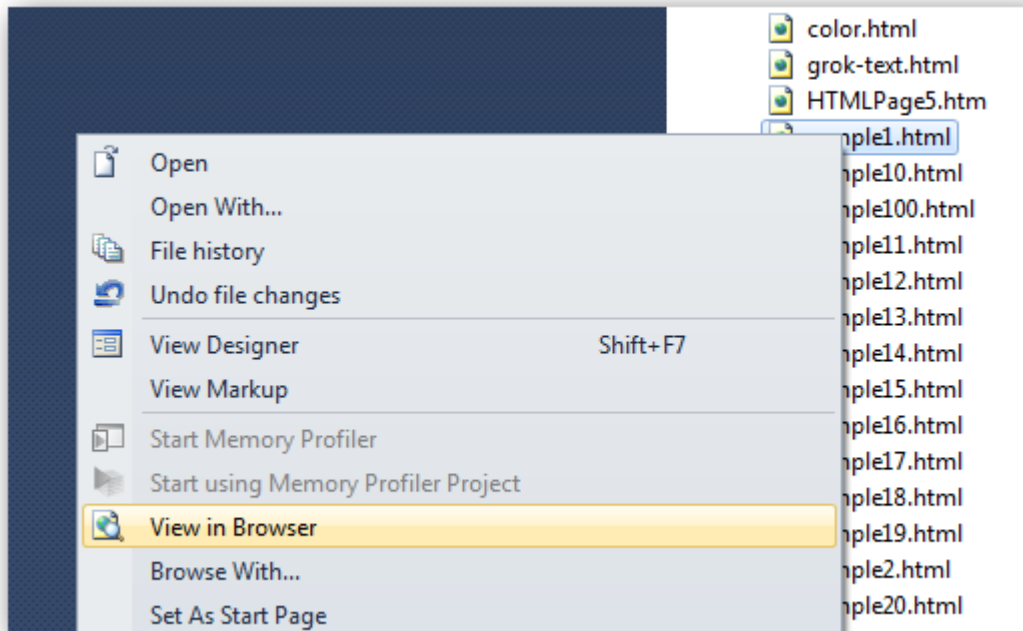 color.html
grok-text.html
HTMLPage5.htm
nple1.html
nple10.html
nple100.html
nple11.html
nple12.html
nple13.html
nple14.html
nple15.html
nple16.html
nple17.html
nple18.html
nple19.html
nple2.html
nple20.html
Open
Open With...
File history
Undo file changes
View Designer Shift+F7
View Markup
Start Memory Profiler
Start using Memory Profiler Project
View in Browser
Browse With...
Set As Start Page